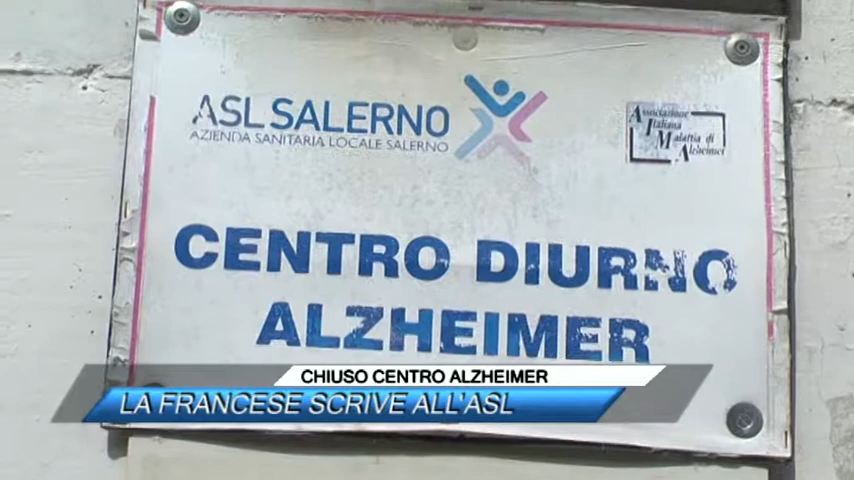 ASL SALERNO
AZIENDA SANITARIA LOCALE SALERNO
Associazione
Italiana
Malattia di
Alzheimer
CENTRO DIURNO
ALZHEIMER
CHIUSO CENTRO ALZHEIMER
LA FRANCESE SCRIVE ALL'ASL